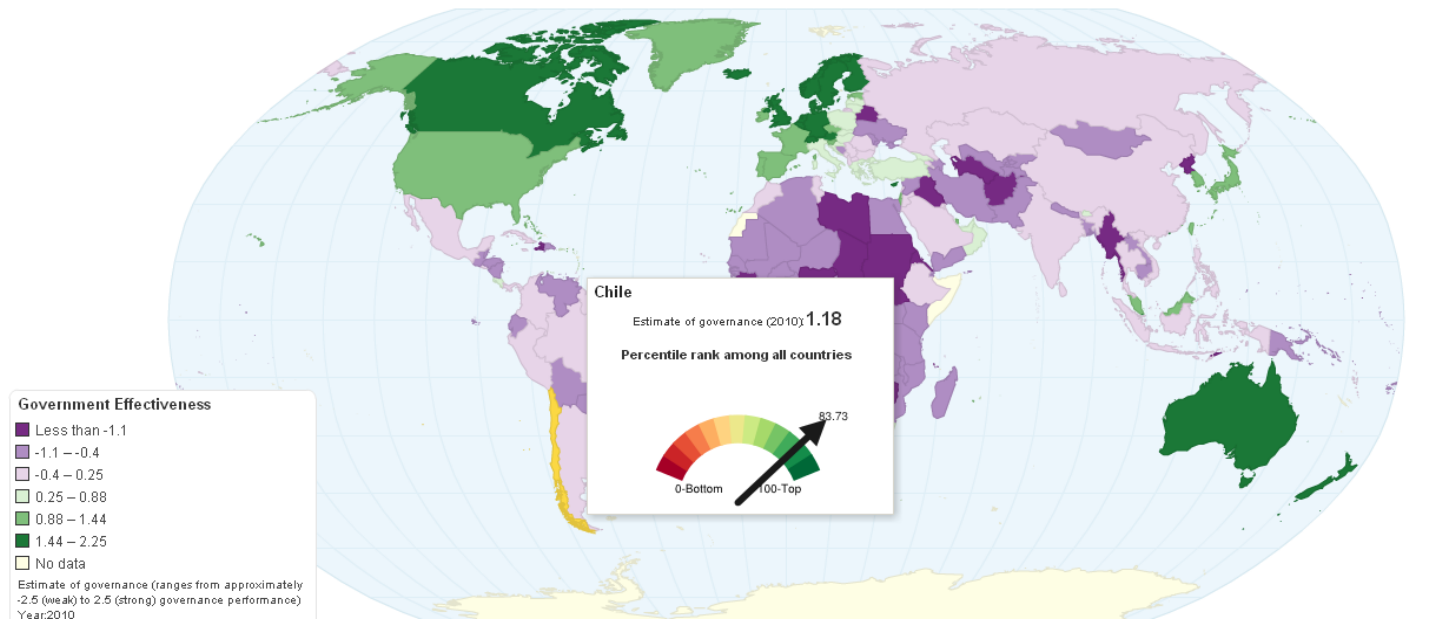 Chile
Estimate of governance (2010): 1.18
Percentile rank among all countries
83.73
0-Bottom
100-Top
Government Effectiveness
Less than -1.1
-1.1 – -0.4
-0.4 – 0.25
0.25 – 0.88
0.88 – 1.44
1.44 – 2.25
No data
Estimate of governance (ranges from approximately
-2.5 (weak) to 2.5 (strong) governance performance)
Year:2010